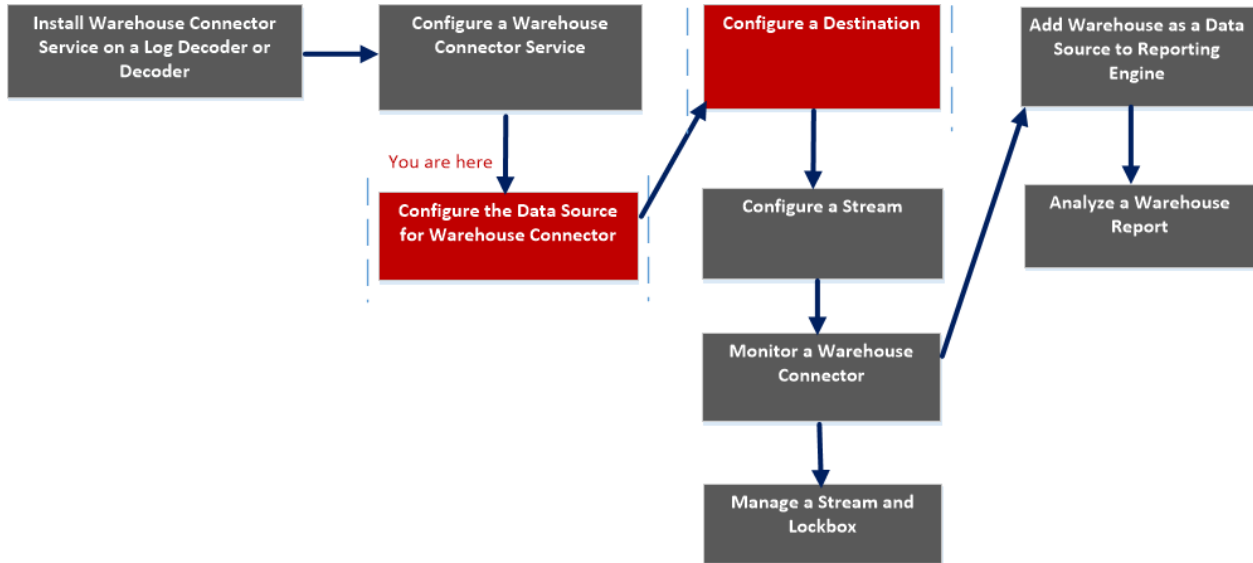 Install Warehouse Connector
Service on a Log Decoder or
Decoder
Configure a Warehouse
Connector Service
You are here
Configure the Data Source
for Warehouse Connector
Configure a Destination
Configure a Stream
Monitor a Warehouse
Connector
Manage a Stream and
Lockbox
Add Warehouse as a Data
Source to Reporting
Engine
Analyze a Warehouse
Report